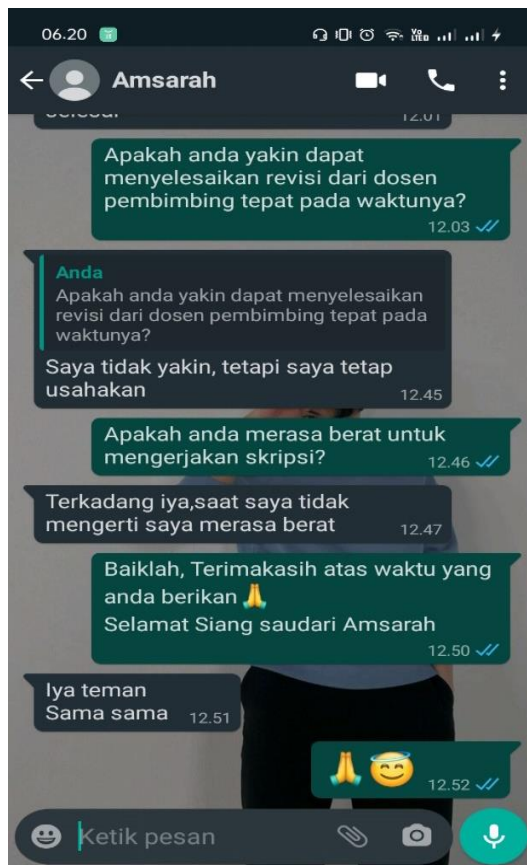 06.20
Amsarah
12.01
Apakah anda yakin dapat
menyelesaikan revisi dari dosen
pembimbing tepat pada waktunya?
12.03
Anda
Apakah anda yakin dapat menyelesaikan
revisi dari dosen pembimbing tepat pada
waktunya?
Saya tidak yakin, tetapi saya tetap
usahakan
12.45
Apakah anda merasa berat untuk
mengerjakan skripsi?
12.46
Terkadang iya,saat saya tidak
mengerti saya merasa berat
12.47
Baiklah, Terimakasih atas waktu yang
anda berikan 🙏
Selamat Siang saudari Amsarah
12.50
Iya teman
Sama sama
12.51
🙏😇
12.52
Ketik pesan